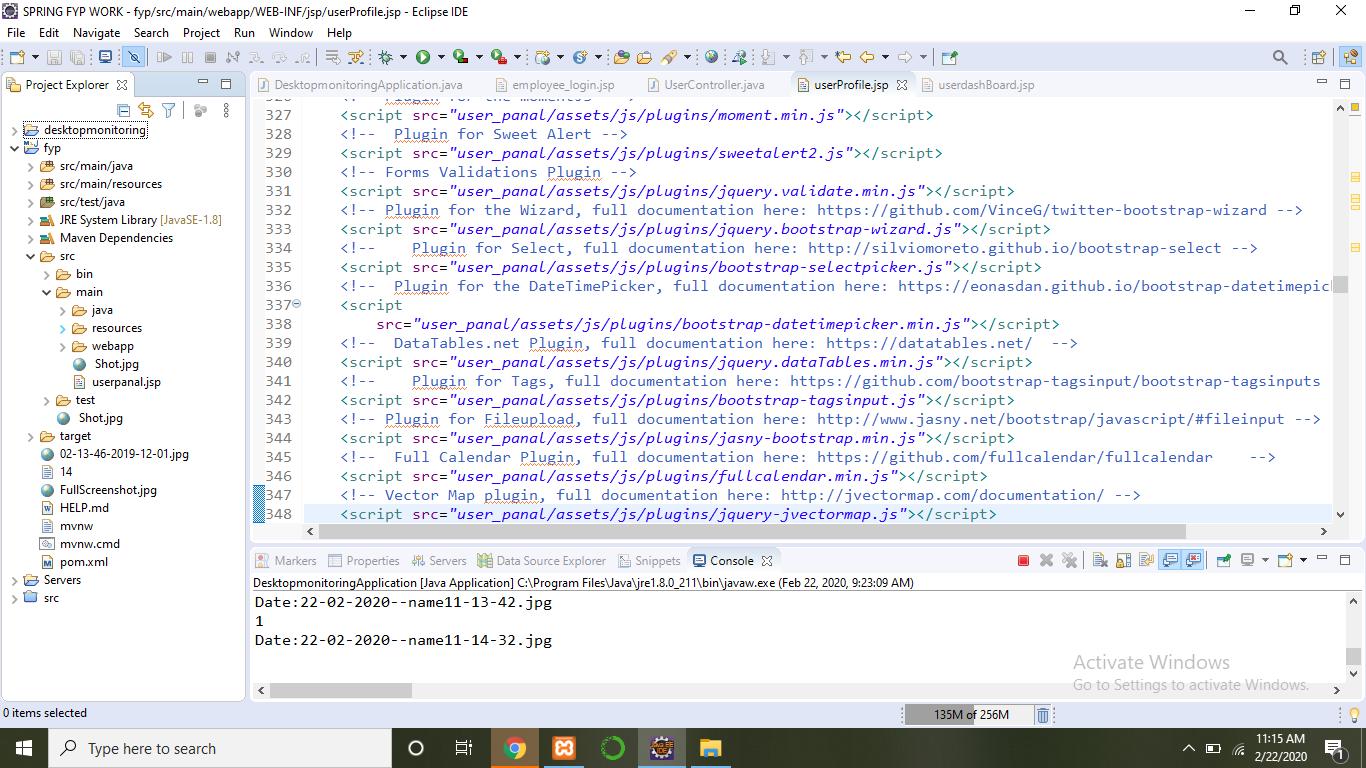 SPRING FYP WORK - fyp/src/main/webapp/WEB-INF/jsp/userProfile.jsp - Eclipse IDE
File Edit Navigate Search Project Run Window Help
Project Explorer
DesktopmonitoringApplication.java employee_login.jsp UserController.java userProfile.jsp userdashBoard.jsp
desktopmonitoring
fyp
src/main/java
src/main/resources
src/test/java
JRE System Library [JavaSE-1.8]
Maven Dependencies
src
bin
main
java
resources
webapp
Shot.jpg
userpanal.jsp
test
Shot.jpg
target
02-13-46-2019-12-01.jpg
14
FullScreenshot.jpg
HELP.md
mvnw
mvnw.cmd
pom.xml
Servers
src
327 <script src="user_panal/assets/js/plugins/moment.min.js"></script>
328 <!--  Plugin for Sweet Alert -->
329 <script src="user_panal/assets/js/plugins/sweetalert2.js"></script>
330 <!-- Forms Validations Plugin -->
331 <script src="user_panal/assets/js/plugins/jquery.validate.min.js"></script>
332 <!-- Plugin for the Wizard, full documentation here: https://github.com/VinceG/twitter-bootstrap-wizard -->
333 <script src="user_panal/assets/js/plugins/jquery.bootstrap-wizard.js"></script>
334 <!--    Plugin for Select, full documentation here: http://silviomoreto.github.io/bootstrap-select -->
335 <script src="user_panal/assets/js/plugins/bootstrap-selectpicker.js"></script>
336 <!--  Plugin for the DateTimePicker, full documentation here: https://eonasdan.github.io/bootstrap-datetimepic
337 <script
338 src="user_panal/assets/js/plugins/bootstrap-datetimepicker.min.js"></script>
339 <!--  DataTables.net Plugin, full documentation here: https://datatables.net/  -->
340 <script src="user_panal/assets/js/plugins/jquery.dataTables.min.js"></script>
341 <!--    Plugin for Tags, full documentation here: https://github.com/bootstrap-tagsinput/bootstrap-tagsinputs
342 <script src="user_panal/assets/js/plugins/bootstrap-tagsinput.js"></script>
343 <!-- Plugin for Fileupload, full documentation here: http://www.jasny.net/bootstrap/javascript/#fileinput -->
344 <script src="user_panal/assets/js/plugins/jasny-bootstrap.min.js"></script>
345 <!--  Full Calendar Plugin, full documentation here: https://github.com/fullcalendar/fullcalendar    -->
346 <script src="user_panal/assets/js/plugins/fullcalendar.min.js"></script>
347 <!-- Vector Map plugin, full documentation here: http://jvectormap.com/documentation/ -->
348 <script src="user_panal/assets/js/plugins/jquery-jvectormap.js"></script>
Markers Properties Servers Data Source Explorer Snippets Console
DesktopmonitoringApplication [Java Application] C:\Program Files\Java\jre1.8.0_211\bin\javaw.exe (Feb 22, 2020, 9:23:09 AM)
Date:22-02-2020--name11-13-42.jpg
1
Date:22-02-2020--name11-14-32.jpg
Activate Windows
Go to Settings to activate Windows.
0 items selected
135M of 256M
Type here to search
11:15 AM
2/22/2020
1